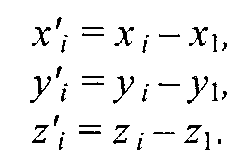 x'ᵢ = xᵢ − x₁,
y'ᵢ = yᵢ − y₁,
z'ᵢ = zᵢ − z₁.